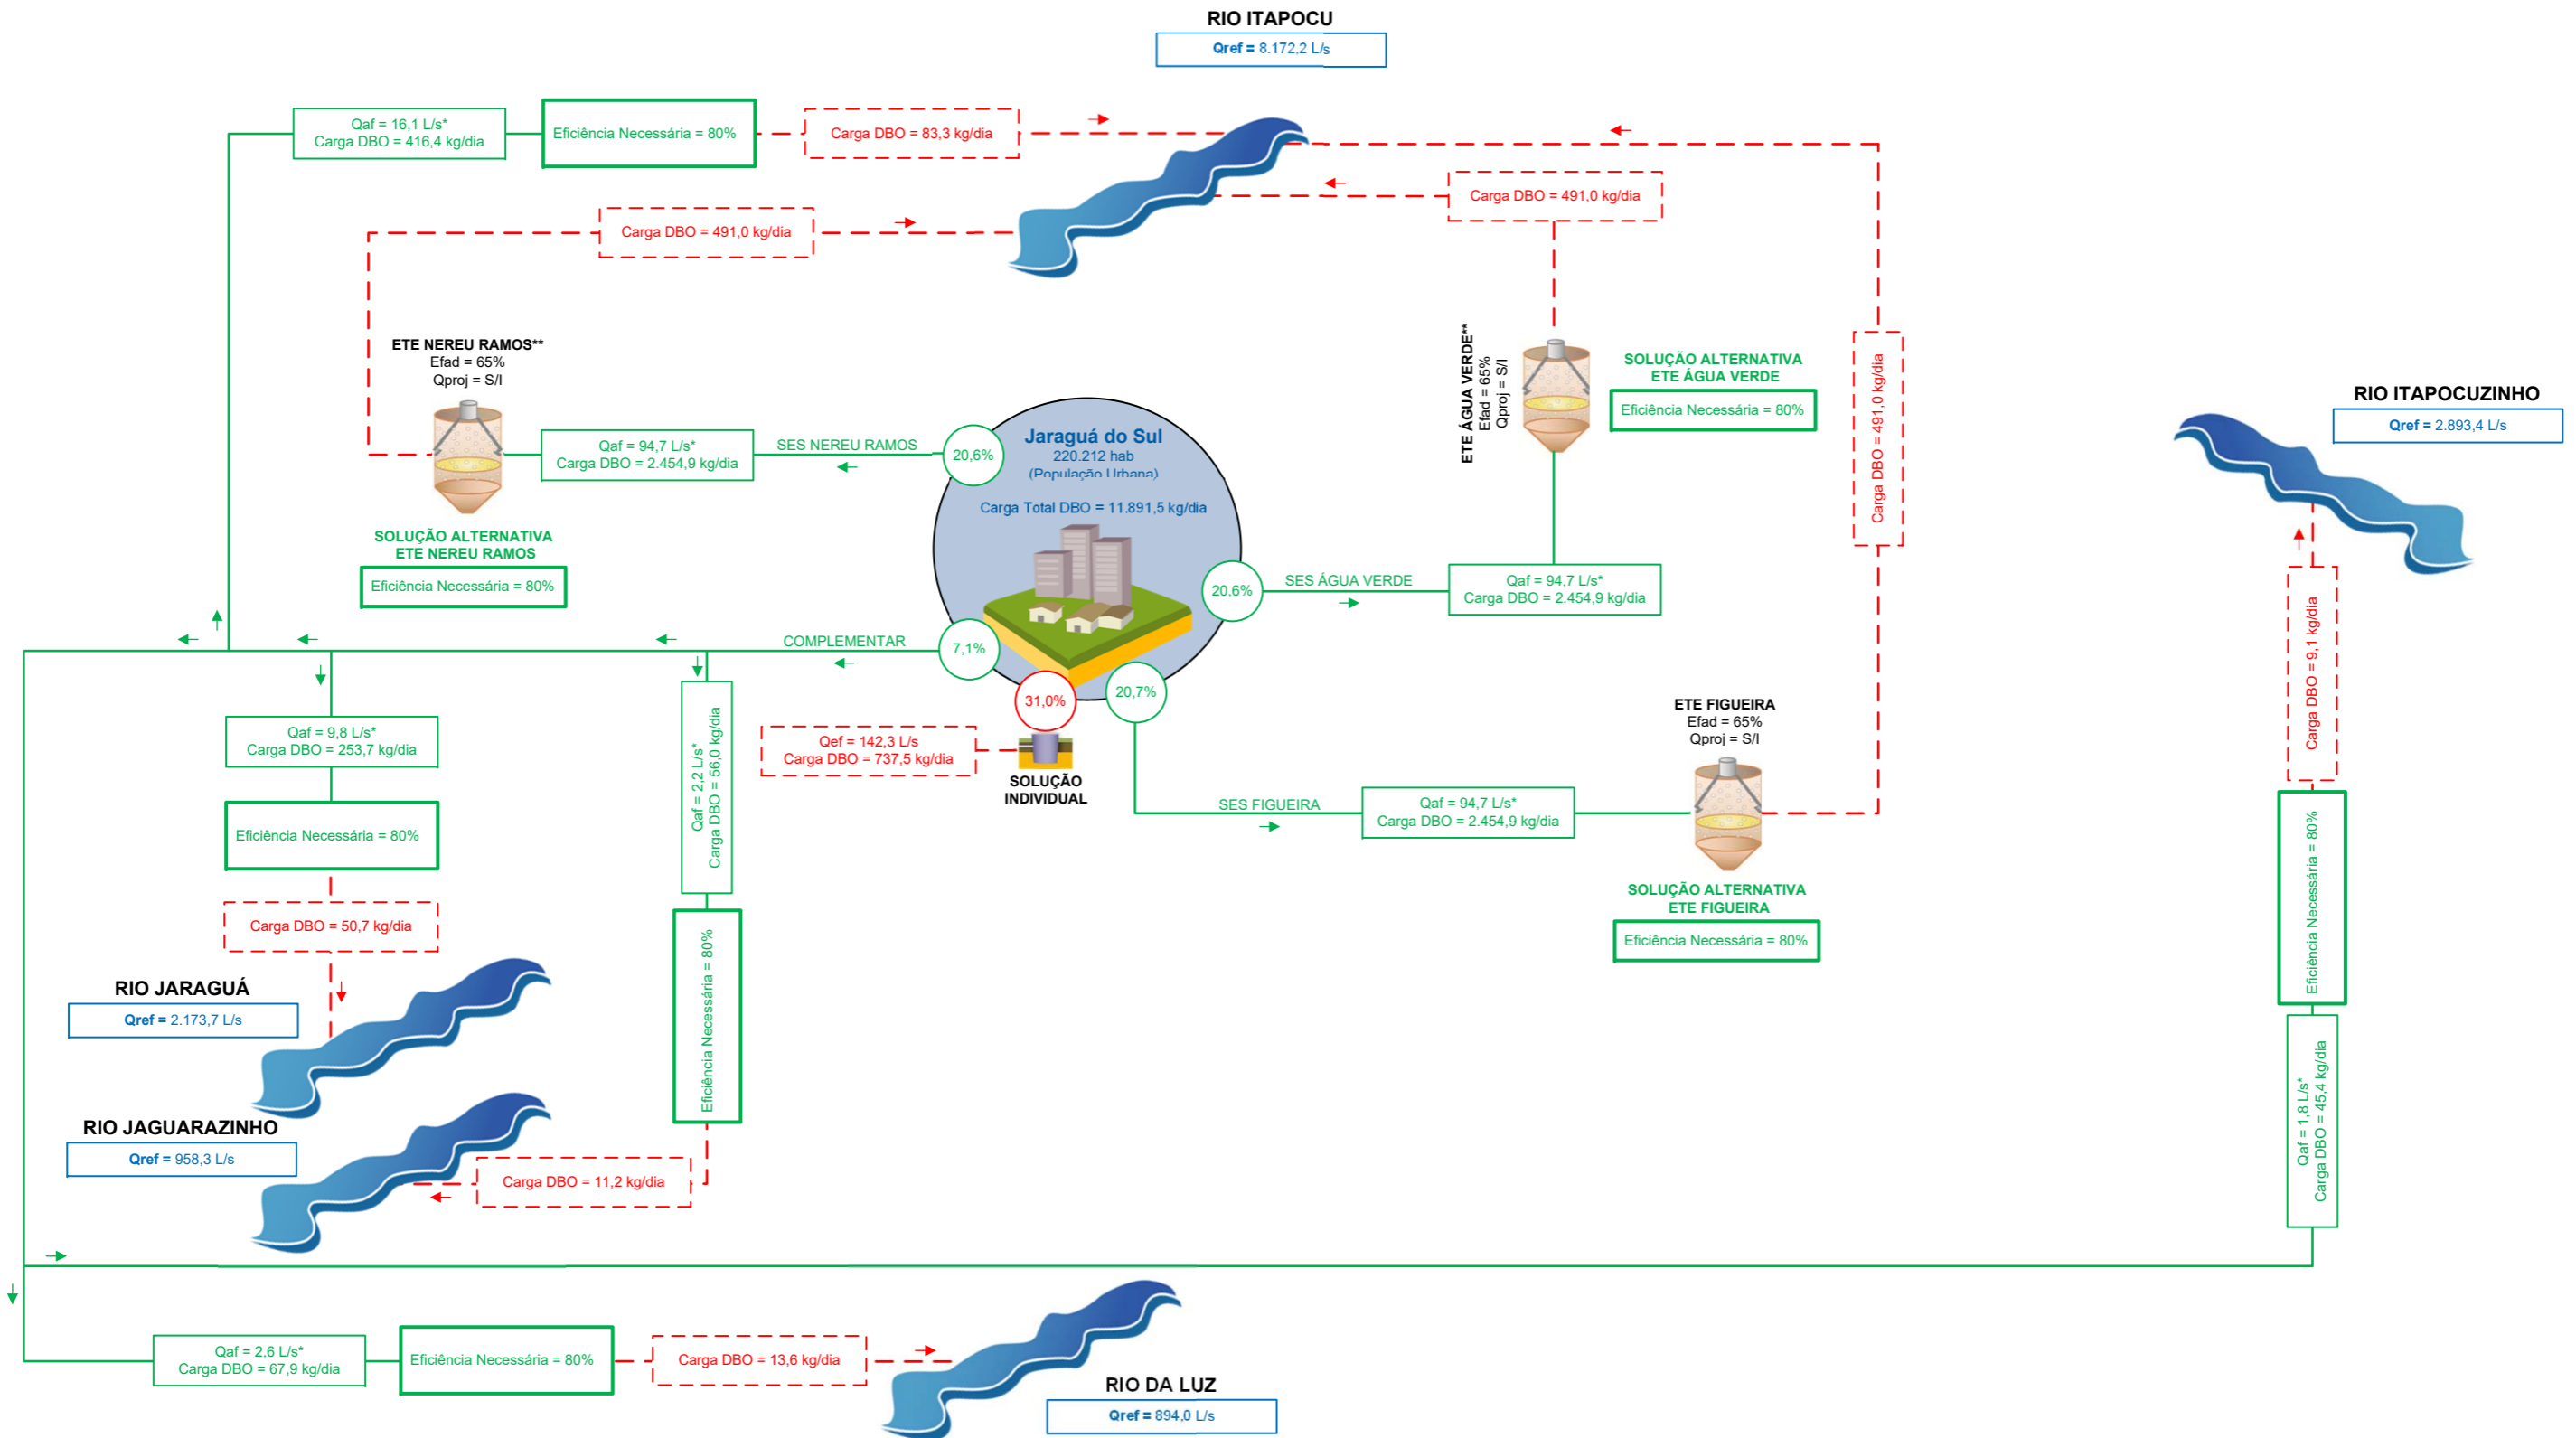 RIO ITAPOCU
Qref = 8.172,2 L/s
Qaf = 16,1 L/s*
Carga DBO = 416,4 kg/dia
Eficiência Necessária = 80%
Carga DBO = 83,3 kg/dia
Carga DBO = 491,0 kg/dia
Carga DBO = 491,0 kg/dia
ETE NEREU RAMOS**
Efad = 65%
Qproj = S/I
Qaf = 94,7 L/s*
Carga DBO = 2.454,9 kg/dia
SES NEREU RAMOS
20,6%
SOLUÇÃO ALTERNATIVA
ETE NEREU RAMOS
Eficiência Necessária = 80%
Jaraguá do Sul
220.212 hab
(População Urbana)
Carga Total DBO = 11.891,5 kg/dia
ETE ÁGUA VERDE**
Efad = 65%
Qproj = S/I
SOLUÇÃO ALTERNATIVA
ETE ÁGUA VERDE
Eficiência Necessária = 80%
Carga DBO = 491,0 kg/dia
RIO ITAPOCUZINHO
Qref = 2.893,4 L/s
20,6%
SES ÁGUA VERDE
Qaf = 94,7 L/s*
Carga DBO = 2.454,9 kg/dia
COMPLEMENTAR
7,1%
31,0%
20,7%
Qef = 142,3 L/s
Carga DBO = 737,5 kg/dia
SOLUÇÃO
INDIVIDUAL
SES FIGUEIRA
Qaf = 94,7 L/s*
Carga DBO = 2.454,9 kg/dia
ETE FIGUEIRA
Efad = 65%
Qproj = S/I
SOLUÇÃO ALTERNATIVA
ETE FIGUEIRA
Eficiência Necessária = 80%
Qaf = 9,8 L/s*
Carga DBO = 253,7 kg/dia
Eficiência Necessária = 80%
Carga DBO = 50,7 kg/dia
RIO JARAGUÁ
Qref = 2.173,7 L/s
Qaf = 2,2 L/s*
Carga DBO = 56,0 kg/dia
Eficiência Necessária = 80%
Carga DBO = 11,2 kg/dia
RIO JAGUARAZINHO
Qref = 958,3 L/s
Carga DBO = 9,1 kg/dia
Eficiência Necessária = 80%
Qaf = 1,8 L/s*
Carga DBO = 45,4 kg/dia
Qaf = 2,6 L/s*
Carga DBO = 67,9 kg/dia
Eficiência Necessária = 80%
Carga DBO = 13,6 kg/dia
RIO DA LUZ
Qref = 894,0 L/s